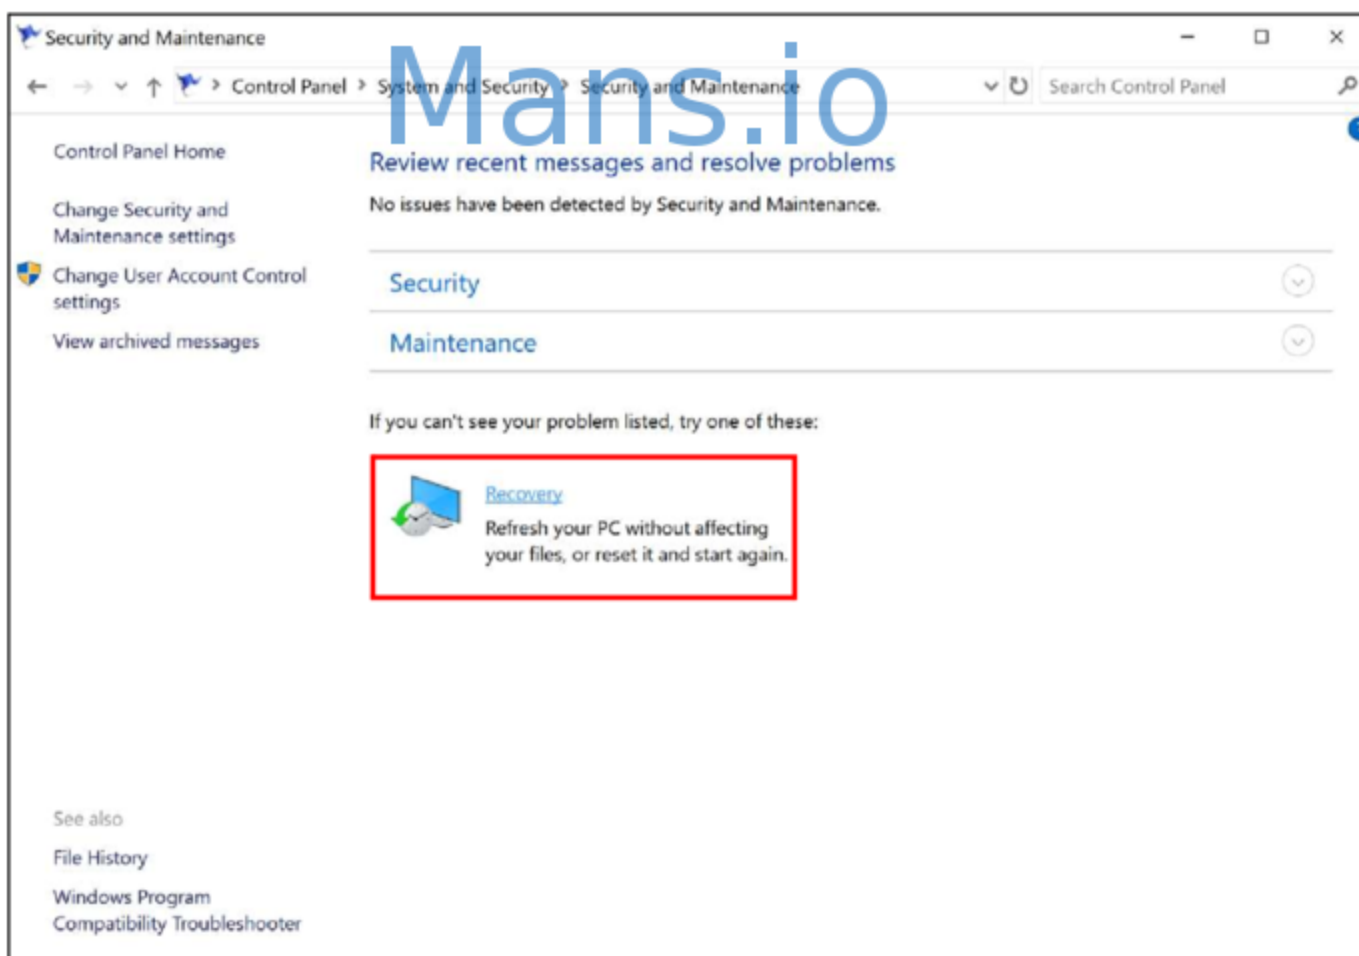 Security and Maintenance
Control Panel > System and Security > Security and Maintenance
Search Control Panel
Mans.io
Control Panel Home
Change Security and
Maintenance settings
Change User Account Control
settings
View archived messages
Review recent messages and resolve problems
No issues have been detected by Security and Maintenance.
Security
Maintenance
If you can't see your problem listed, try one of these:
Recovery
Refresh your PC without affecting
your files, or reset it and start again.
See also
File History
Windows Program
Compatibility Troubleshooter